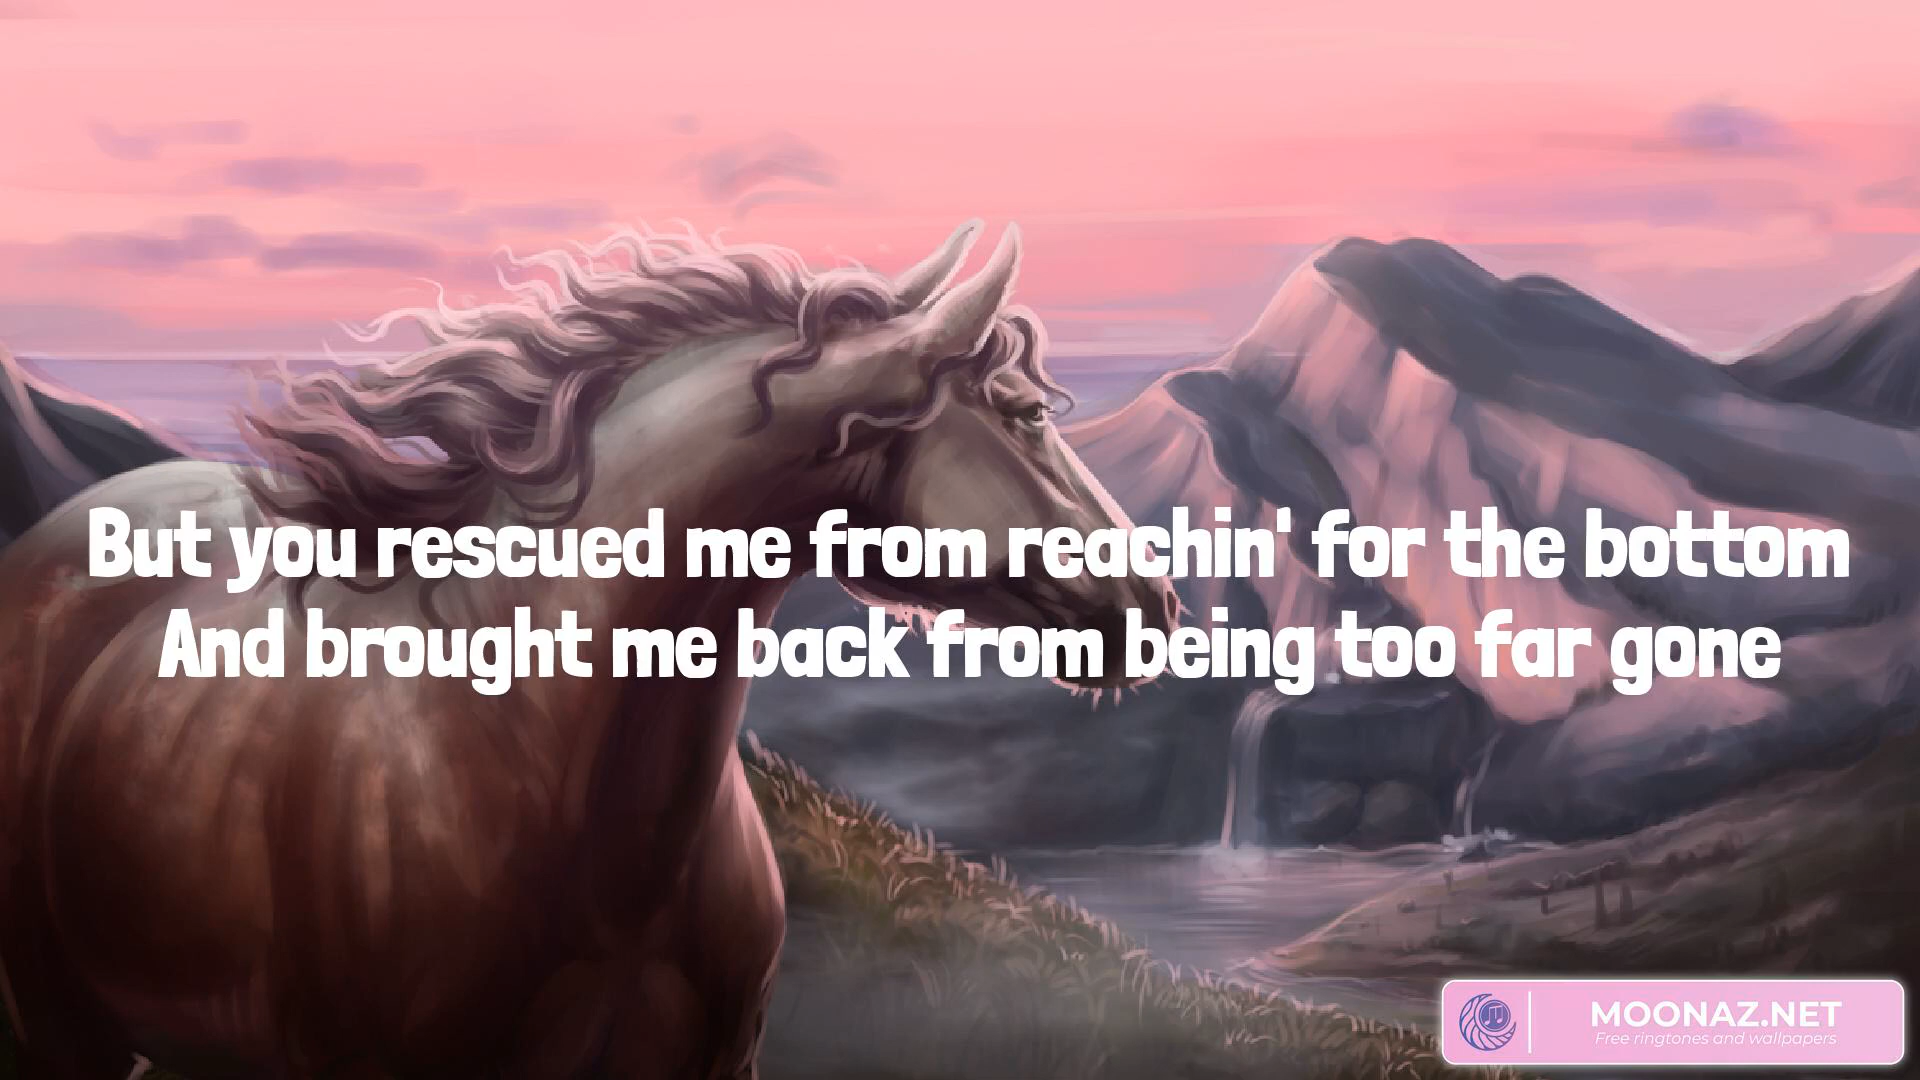 But you rescued me from reachin' for the bottom
And brought me back from being too far gone
MOONAZ.NET
Free ringtones and wallpapers